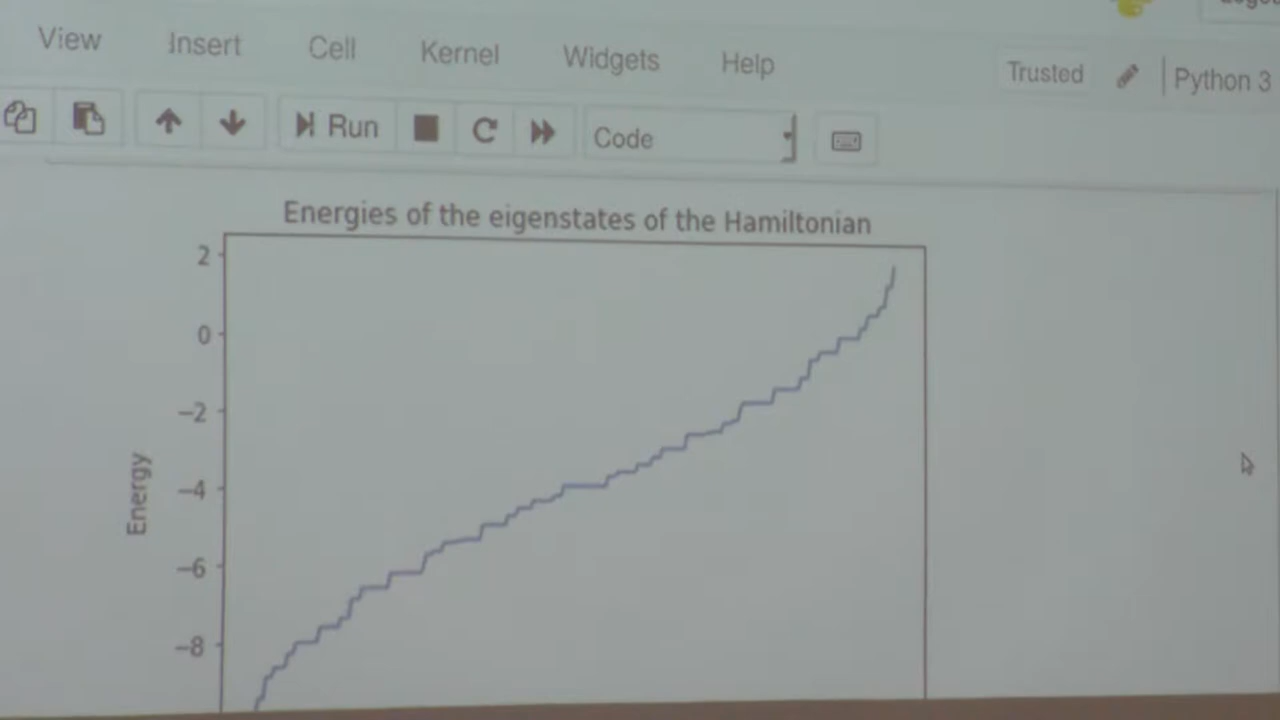 View Insert Cell Kernel Widgets Help Trusted Python 3
Run Code
Energies of the eigenstates of the Hamiltonian
2
0
−2
−4
−6
−8
Energy